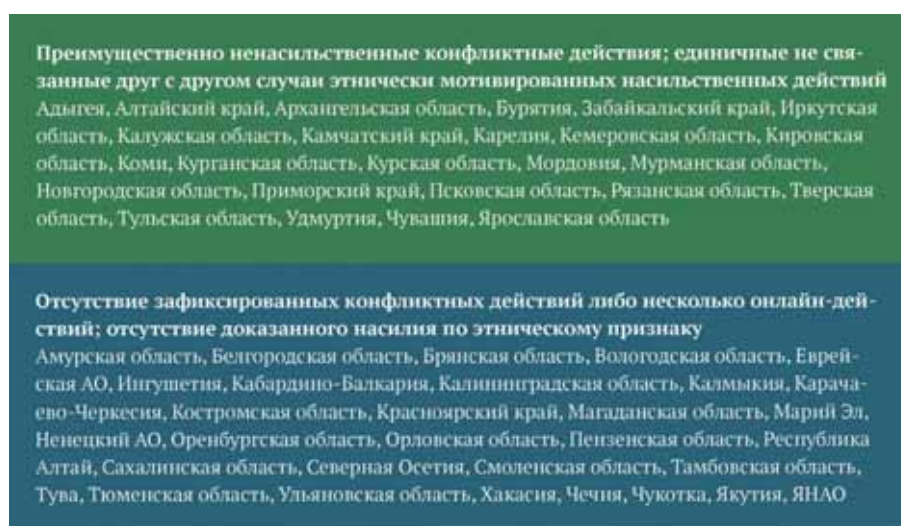 Преимущественно ненасильственные конфликтные действия; единичные не свя-
занные друг с другом случаи этнически мотивированных насильственных действий
Адыгея, Алтайский край, Архангельская область, Бурятия, Забайкальский край, Иркутская
область, Калужская область, Камчатский край, Карелия, Кемеровская область, Кировская
область, Коми, Курганская область, Курская область, Мордовия, Мурманская область,
Новгородская область, Приморский край, Псковская область, Рязанская область, Тверская
область, Тульская область, Удмуртия, Чувашия, Ярославская область
Отсутствие зафиксированных конфликтных действий либо несколько онлайн-дей-
ствий; отсутствие доказанного насилия по этническому признаку
Амурская область, Белгородская область, Брянская область, Вологодская область, Еврей-
ская АО, Ингушетия, Кабардино-Балкария, Калининградская область, Калмыкия, Карача-
ево-Черкесия, Костромская область, Красноярский край, Магаданская область, Марий Эл,
Ненецкий АО, Оренбургская область, Орловская область, Пензенская область, Республика
Алтай, Сахалинская область, Северная Осетия, Смоленская область, Тамбовская область,
Тува, Тюменская область, Ульяновская область, Хакасия, Чечня, Чукотка, Якутия, ЯНАО